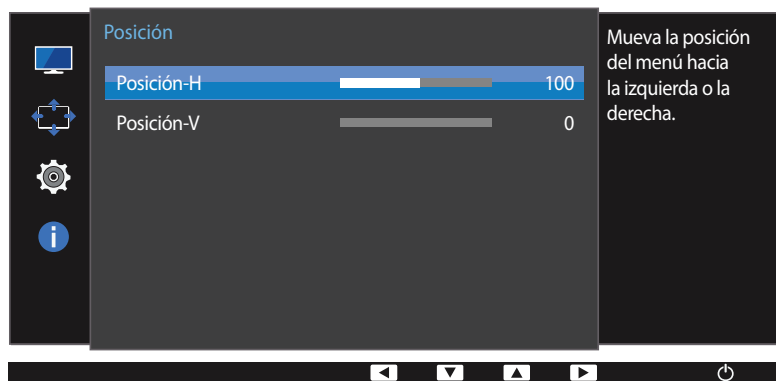 Posición
Posición-H 100
Posición-V 0
Mueva la posición
del menú hacia
la izquierda o la
derecha.